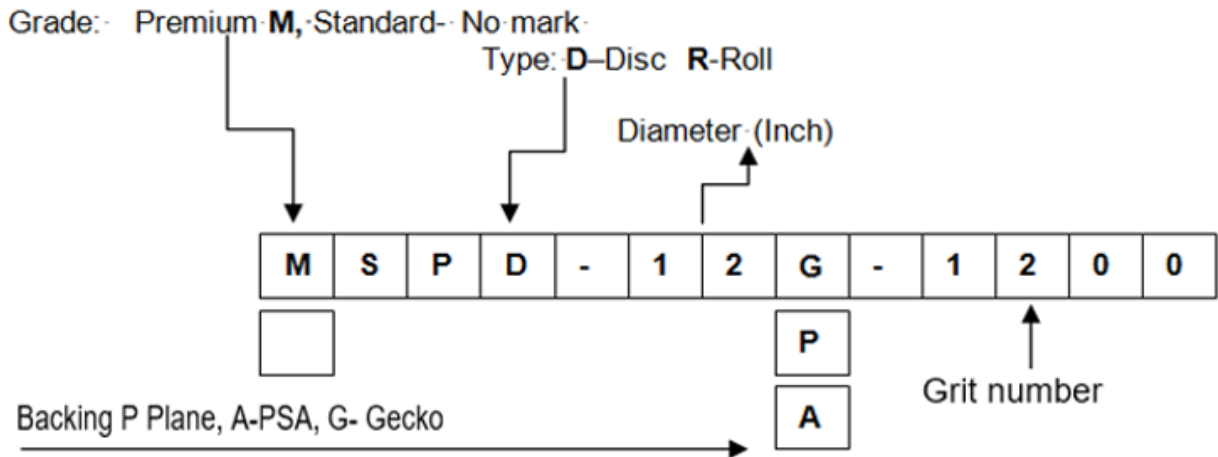 Grade: Premium M, Standard- No mark
Type: D–Disc R-Roll
Diameter (Inch)
M S P D - 1 2 G - 1 2 0 0
P
Grit number
Backing P Plane, A-PSA, G- Gecko
A